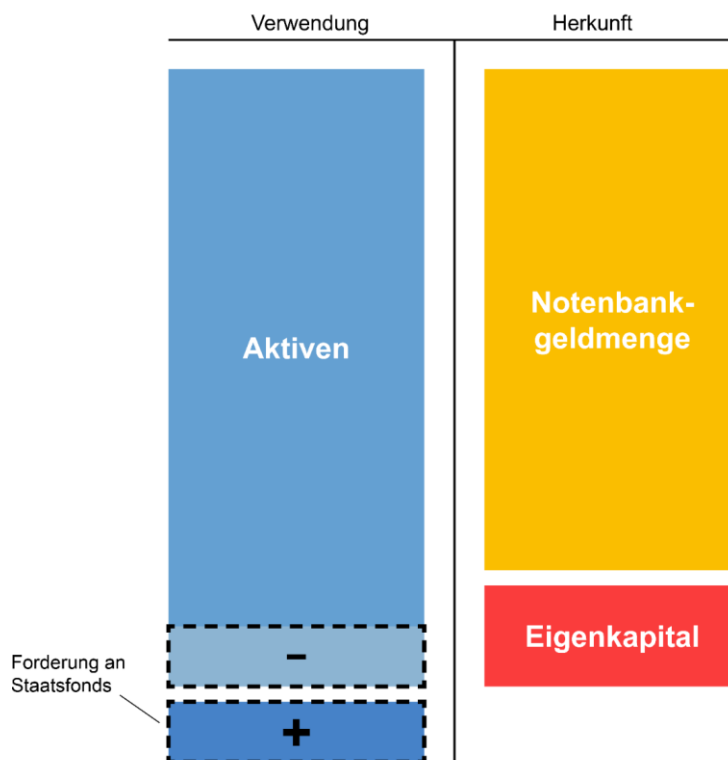 Verwendung
Herkunft
Aktiven
Notenbank-
geldmenge
Eigenkapital
–
Forderung an
Staatsfonds
+